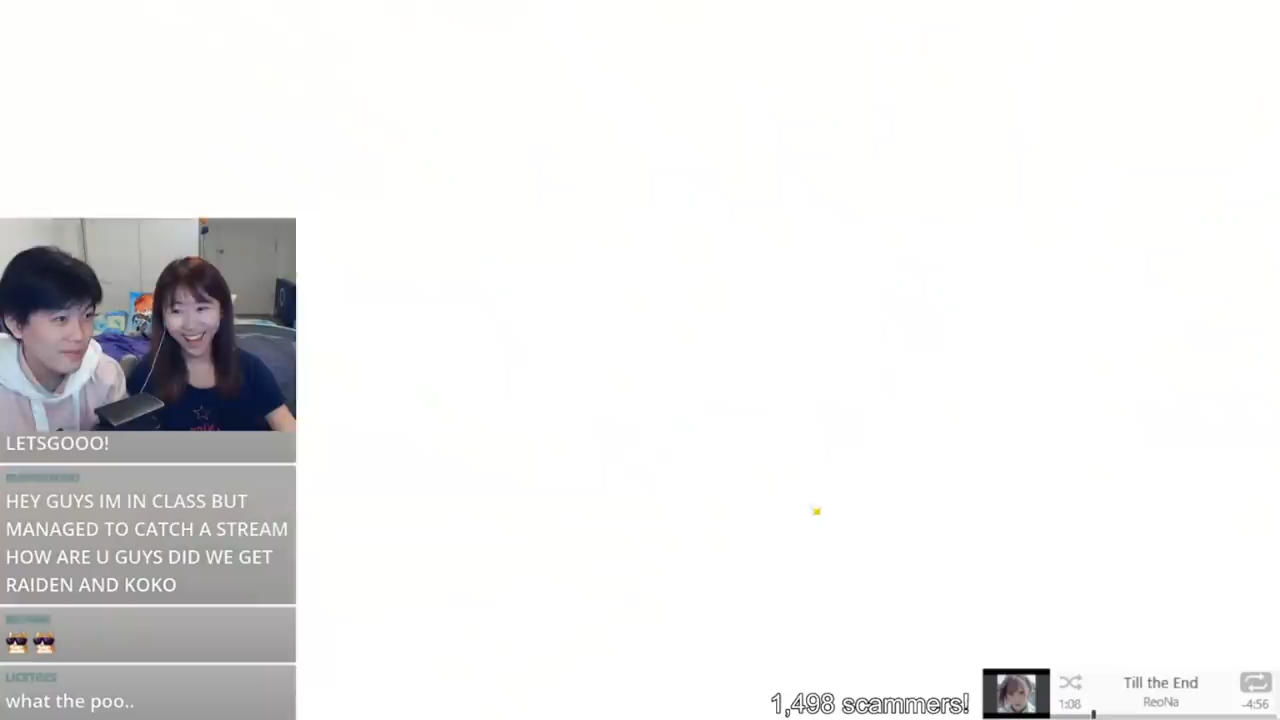 LETSGOOO!
HEY GUYS IM IN CLASS BUT
MANAGED TO CATCH A STREAM
HOW ARE U GUYS DID WE GET
RAIDEN AND KOKO
what the poo..
1,498 scammers!
Till the End
ReoNa
1:08
-4:56